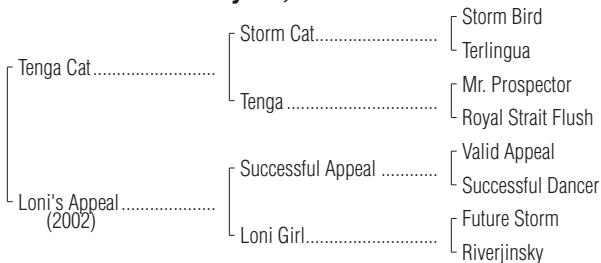 Storm Bird
Storm Cat..........................
Terlingua
Tenga Cat..........................
Mr. Prospector
Tenga ................................
Royal Strait Flush
Valid Appeal
Successful Appeal ............
Successful Dancer
Loni's Appeal....................
(2002)
Future Storm
Loni Girl............................
Riverjinsky